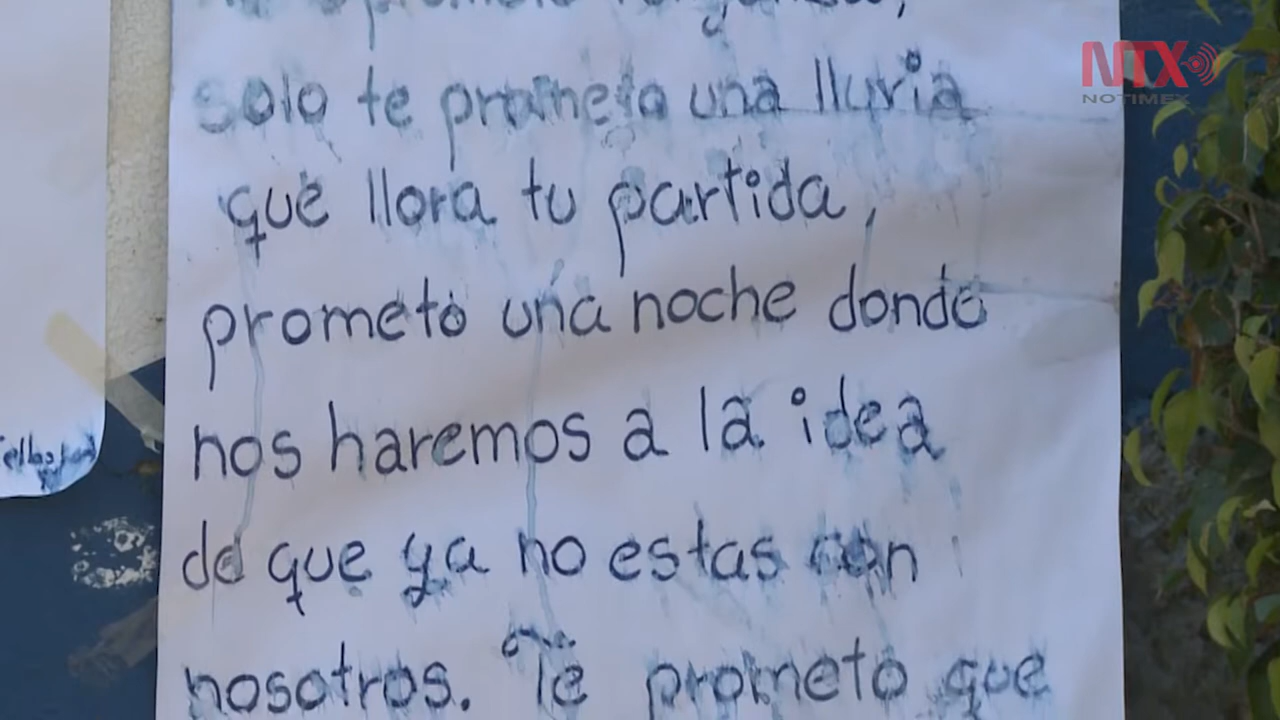 solo te prometo una lluvia
que llora tu partida,
prometo una noche donde
nos haremos a la idea
de que ya no estas con
nosotros. Te prometo que
NTX
NOTIMEX